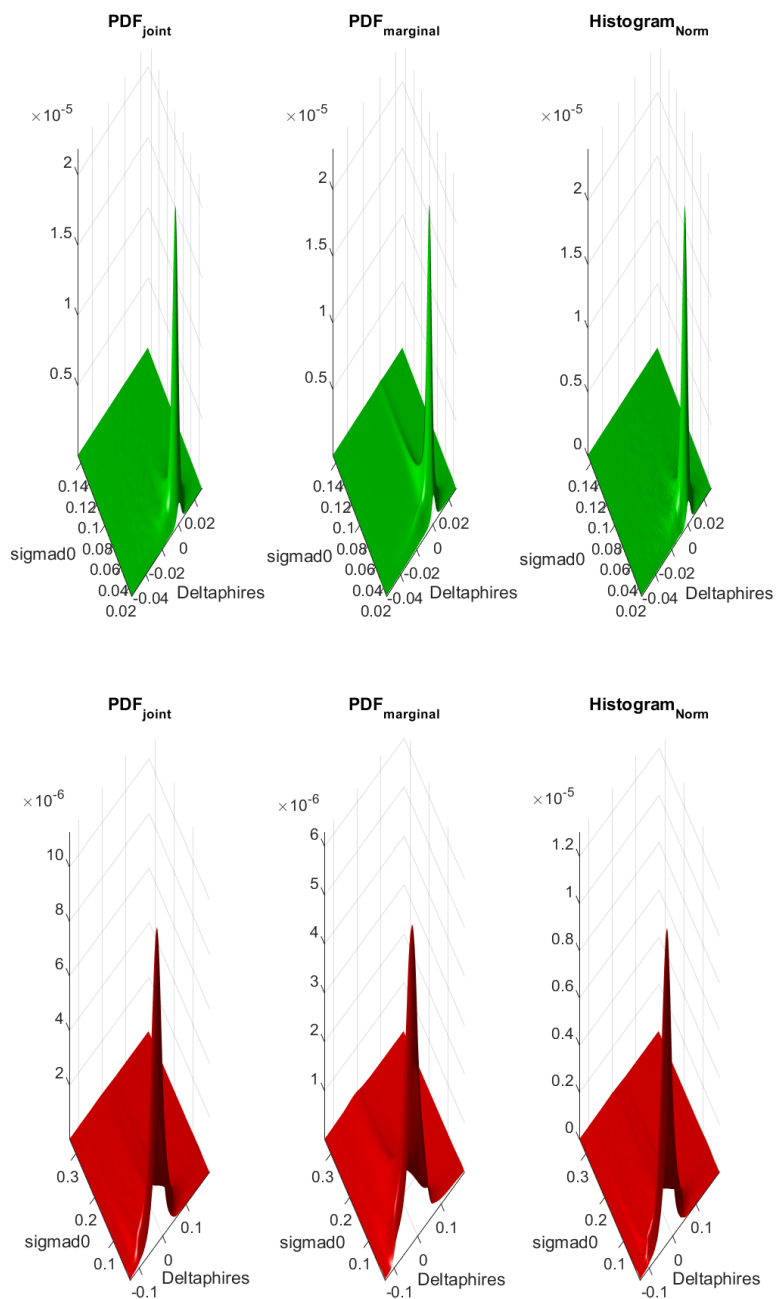 PDF_joint PDF_marginal Histogram_Norm
×10^-5 ×10^-5 ×10^-5
2 2 2
1.5 1.5 1.5
1 1 1
0.5 0.5 0.5
0
0.14 0.14 0.14
0.12 0.12 0.12
0.1 0.1 0.1
0.08 0.08 0.08
0.06 0.06 0.06
0.04 0.04 0.04
0.02 0.02 0.02
sigmad0 sigmad0 sigmad0
0.02 0.02 0.02
0 0 0
-0.02 -0.02 -0.02
-0.04 -0.04 -0.04
Deltaphires Deltaphires Deltaphires
PDF_joint PDF_marginal Histogram_Norm
×10^-6 ×10^-6 ×10^-5
10 6 1.2
8 5 1
6 4 0.8
4 3 0.6
2 2 0.4
1 0.2
0
0.3 0.3 0.3
0.2 0.2 0.2
0.1 0.1 0.1
sigmad0 sigmad0 sigmad0
0.1 0.1 0.1
0 0 0
-0.1 -0.1 -0.1
Deltaphires Deltaphires Deltaphires